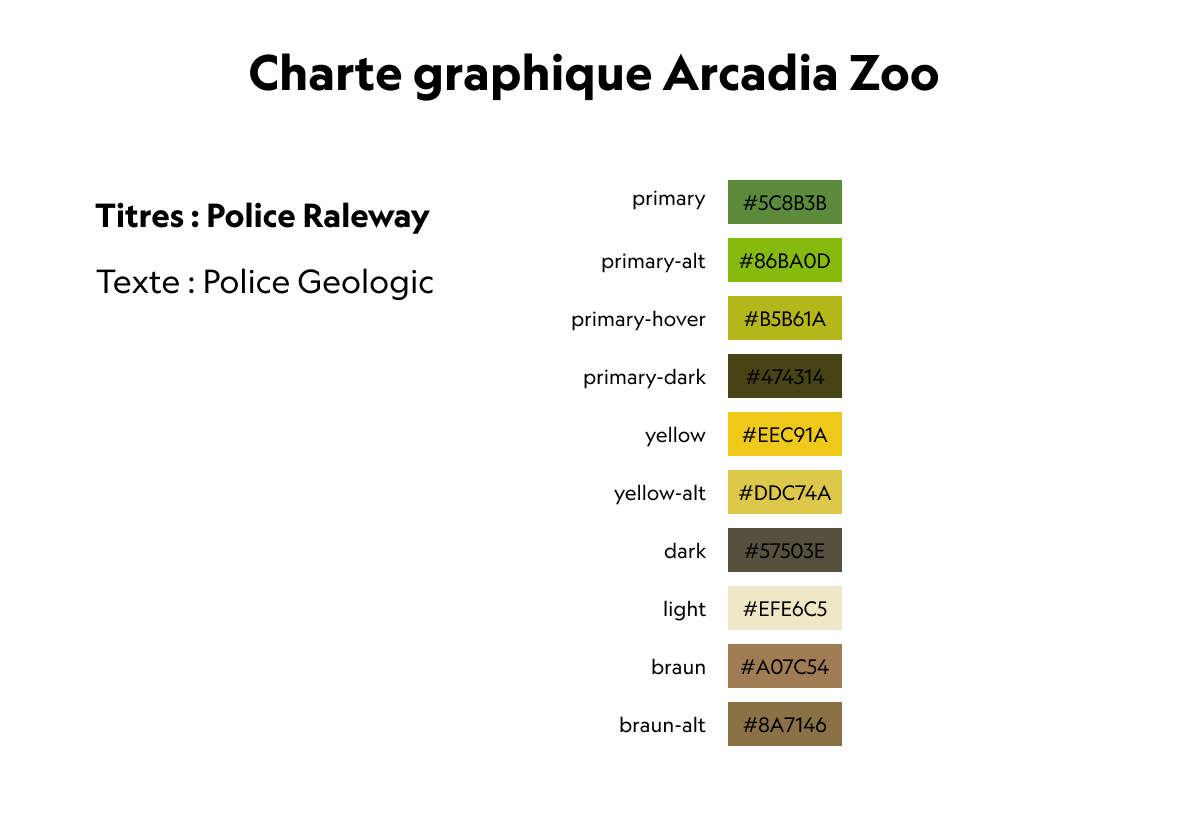 Charte graphique Arcadia Zoo
Titres : Police Raleway
Texte : Police Geologic
primary #5C8B3B
primary-alt #86BA0D
primary-hover #B5B61A
primary-dark #474314
yellow #EEC91A
yellow-alt #DDC74A
dark #57503E
light #EFE6C5
braun #A07C54
braun-alt #8A7146